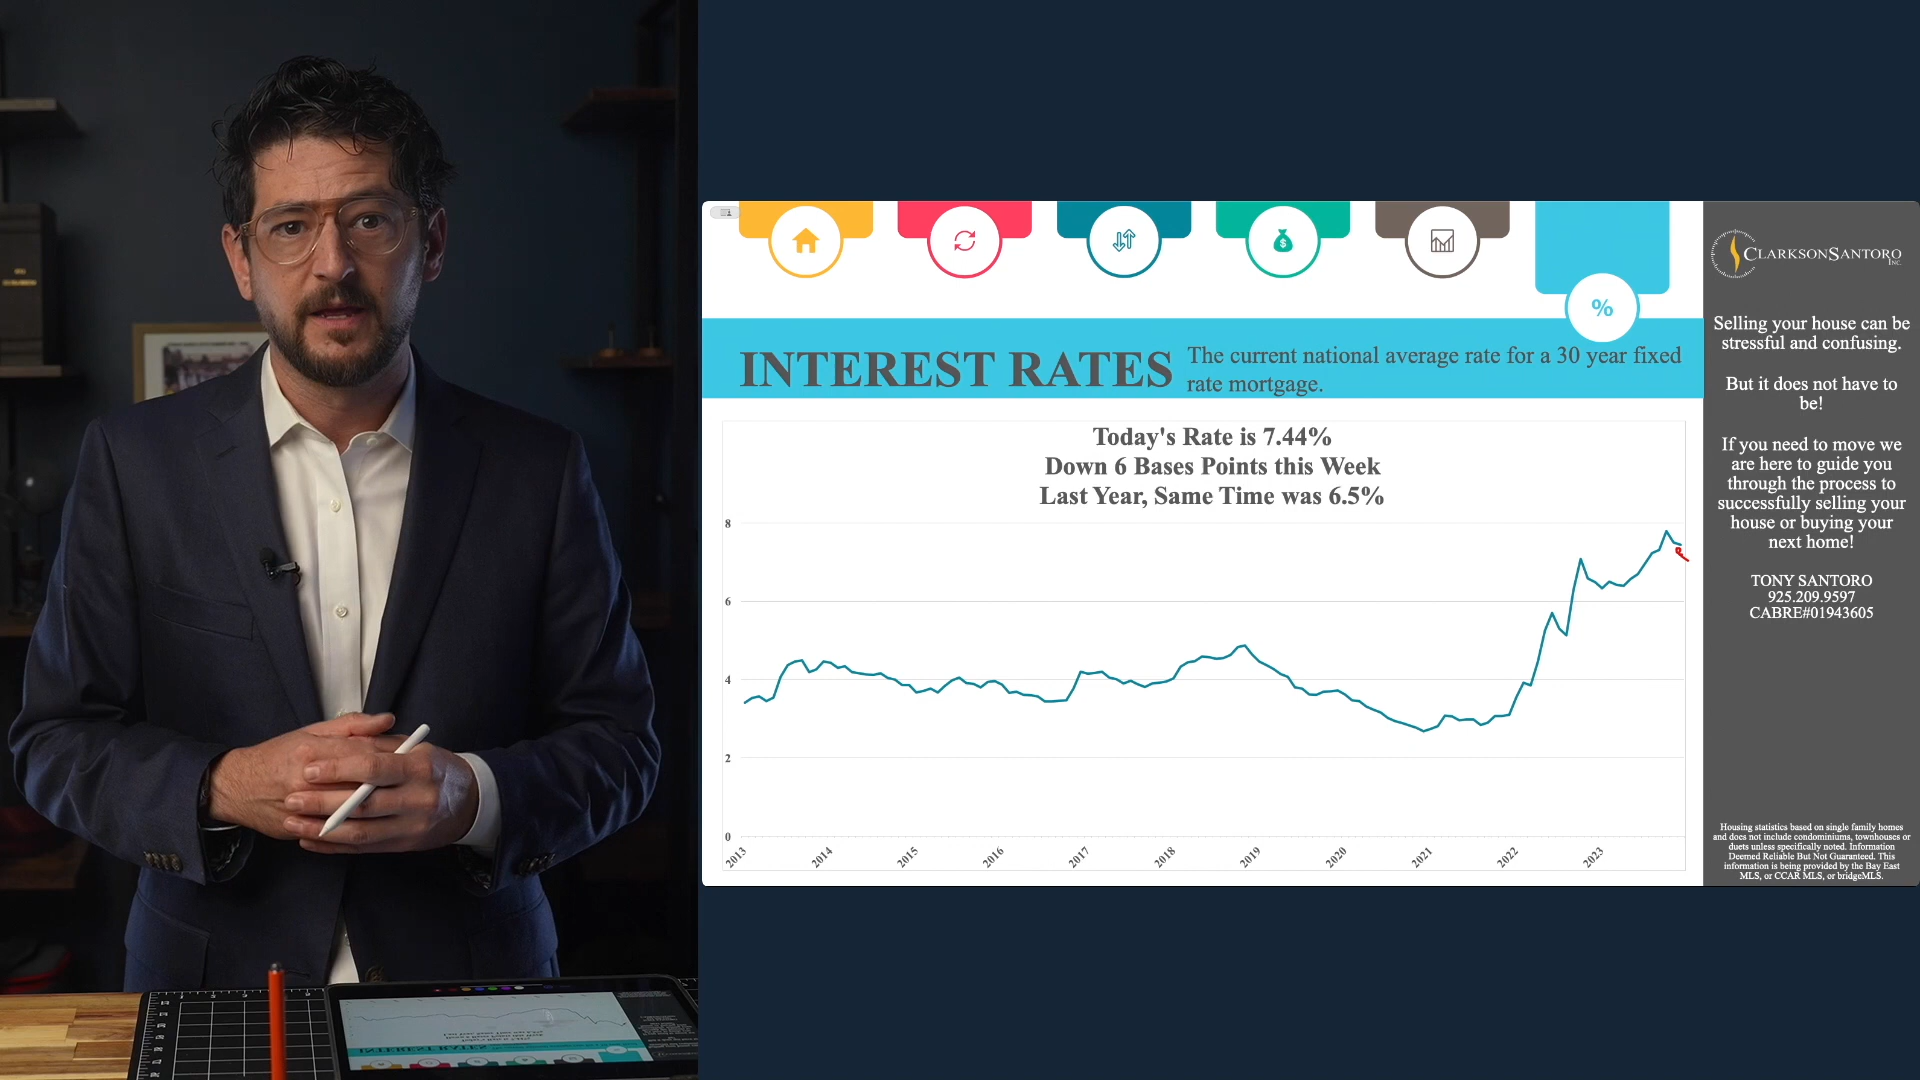 CLARKSONSANTORO
INC.
%
INTEREST RATES
The current national average rate for a 30 year fixed
rate mortgage.
Today's Rate is 7.44%
Down 6 Bases Points this Week
Last Year, Same Time was 6.5%
8
6
4
2
0
2013
2014
2015
2016
2017
2018
2019
2020
2021
2022
2023
Selling your house can be
stressful and confusing.
But it does not have to
be!
If you need to move we
are here to guide you
through the process to
successfully selling your
house or buying your
next home!
TONY SANTORO
925.209.9597
CABRE#01943605
Housing statistics based on single family homes
and does not include condominiums, townhouses or
duets unless specifically noted. Information
Deemed Reliable But Not Guaranteed. This
information is being provided by the Bay East
MLS, or CCAR MLS, or bridgeMLS.
INTEREST RATES